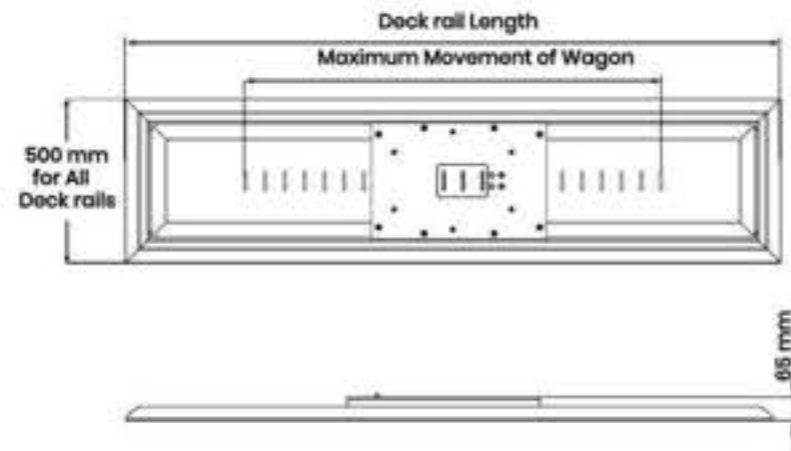 Deck rail Length
Maximum Movement of Wagon
500 mm
for All
Deck rails
65 mm